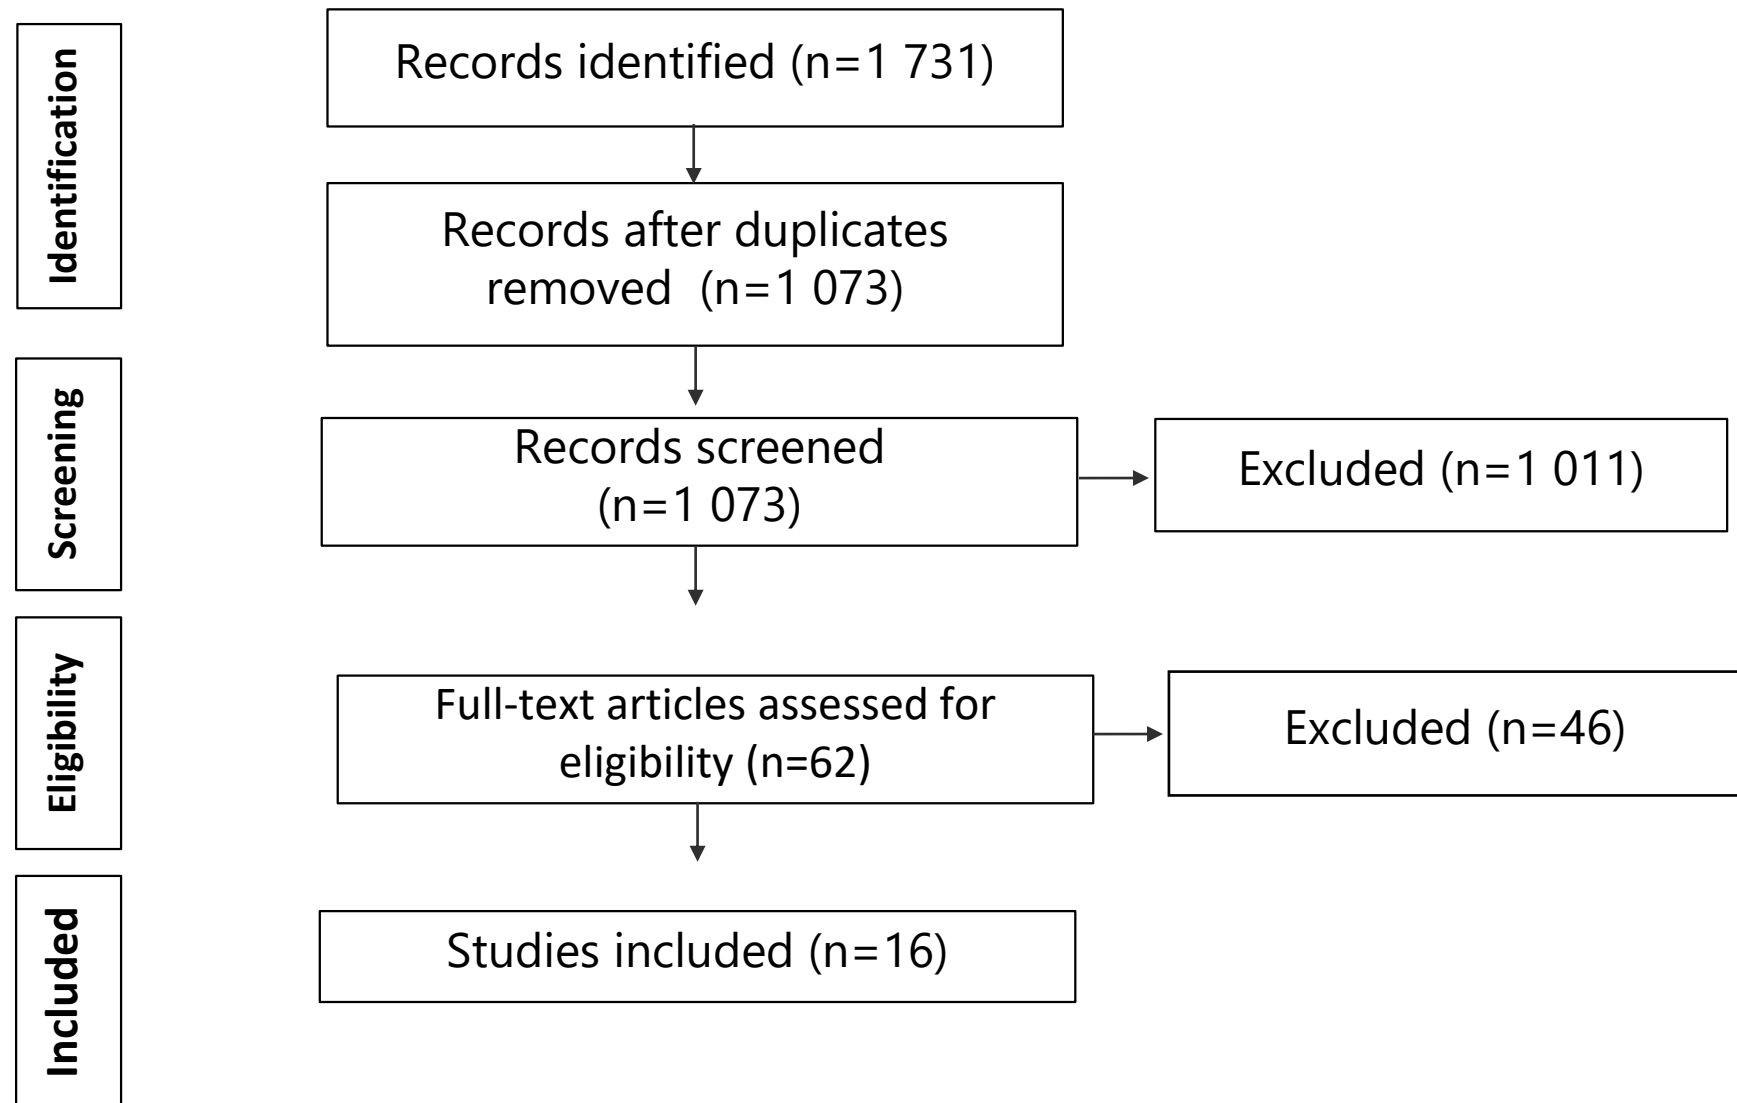 Identification
Records identified (n=1 731)
Records after duplicates
removed  (n=1 073)
Screening
Records screened
(n=1 073)
Excluded (n=1 011)
Eligibility
Full-text articles assessed for
eligibility (n=62)
Excluded (n=46)
Included
Studies included (n=16)